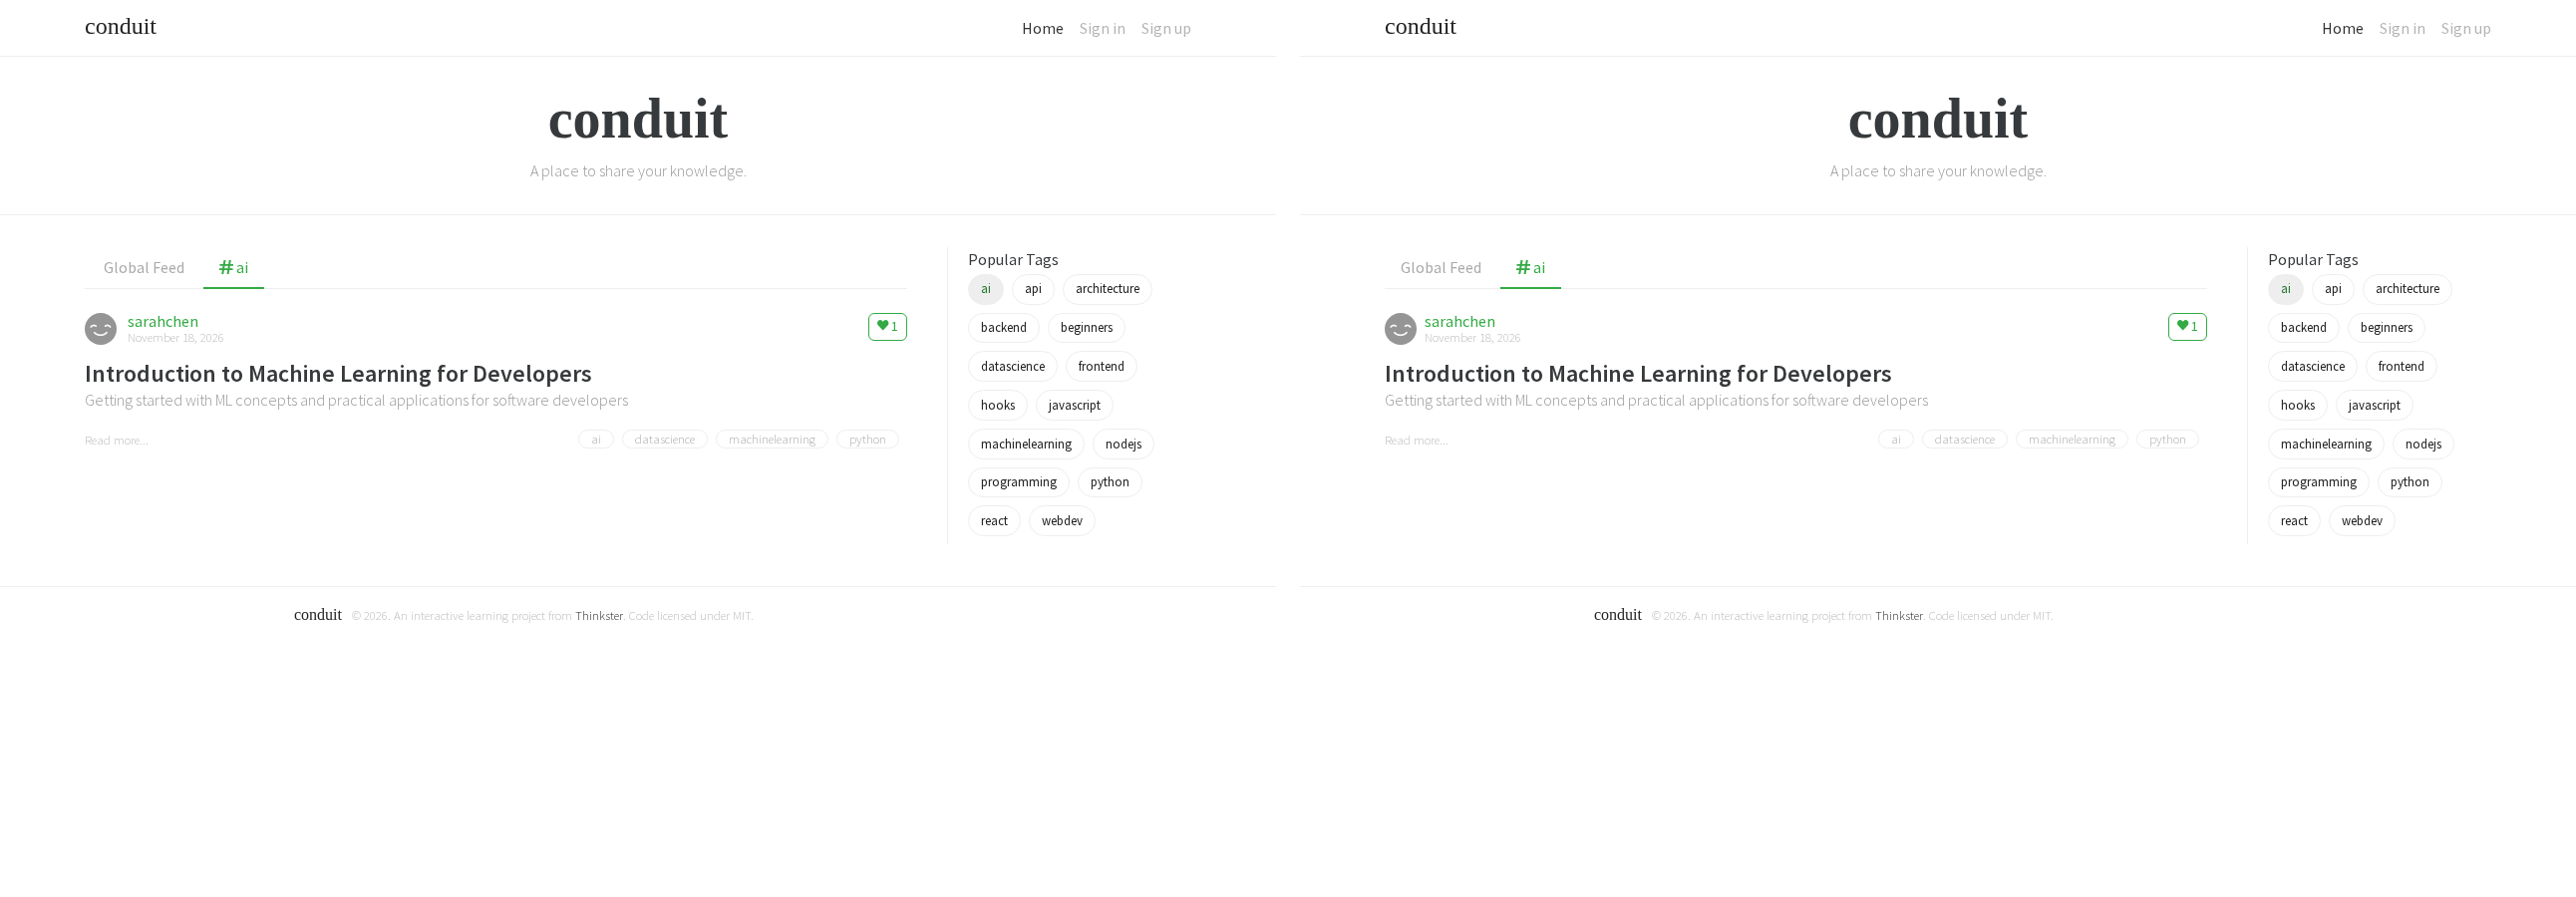 conduit
Home Sign in Sign up
conduit
A place to share your knowledge.
Global Feed #ai
sarahchen
November 18, 2026
1
Introduction to Machine Learning for Developers
Getting started with ML concepts and practical applications for software developers
Read more...
ai datascience machinelearning python
Popular Tags
ai api architecture
backend beginners
datascience frontend
hooks javascript
machinelearning nodejs
programming python
react webdev
conduit © 2026. An interactive learning project from Thinkster. Code licensed under MIT.
conduit
Home Sign in Sign up
conduit
A place to share your knowledge.
Global Feed #ai
sarahchen
November 18, 2026
1
Introduction to Machine Learning for Developers
Getting started with ML concepts and practical applications for software developers
Read more...
ai datascience machinelearning python
Popular Tags
ai api architecture
backend beginners
datascience frontend
hooks javascript
machinelearning nodejs
programming python
react webdev
conduit © 2026. An interactive learning project from Thinkster. Code licensed under MIT.